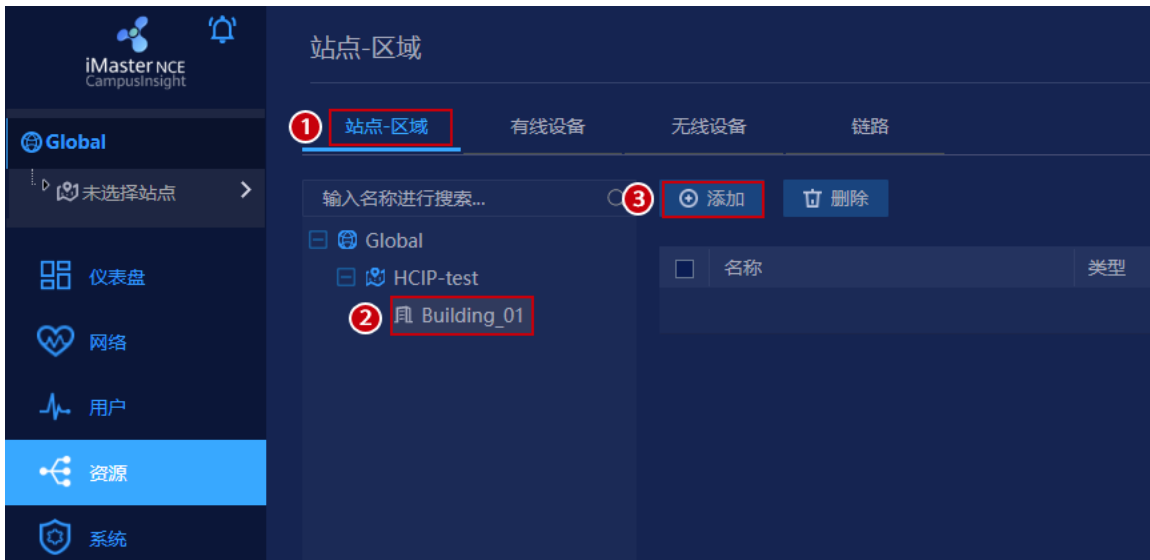 iMaster NCE
CampusInsight
Global
未选择站点
仪表盘
网络
用户
资源
系统
站点-区域
1 站点-区域 有线设备 无线设备 链路
输入名称进行搜索... 3 添加 删除
Global
HCIP-test
2 Building_01
名称 类型